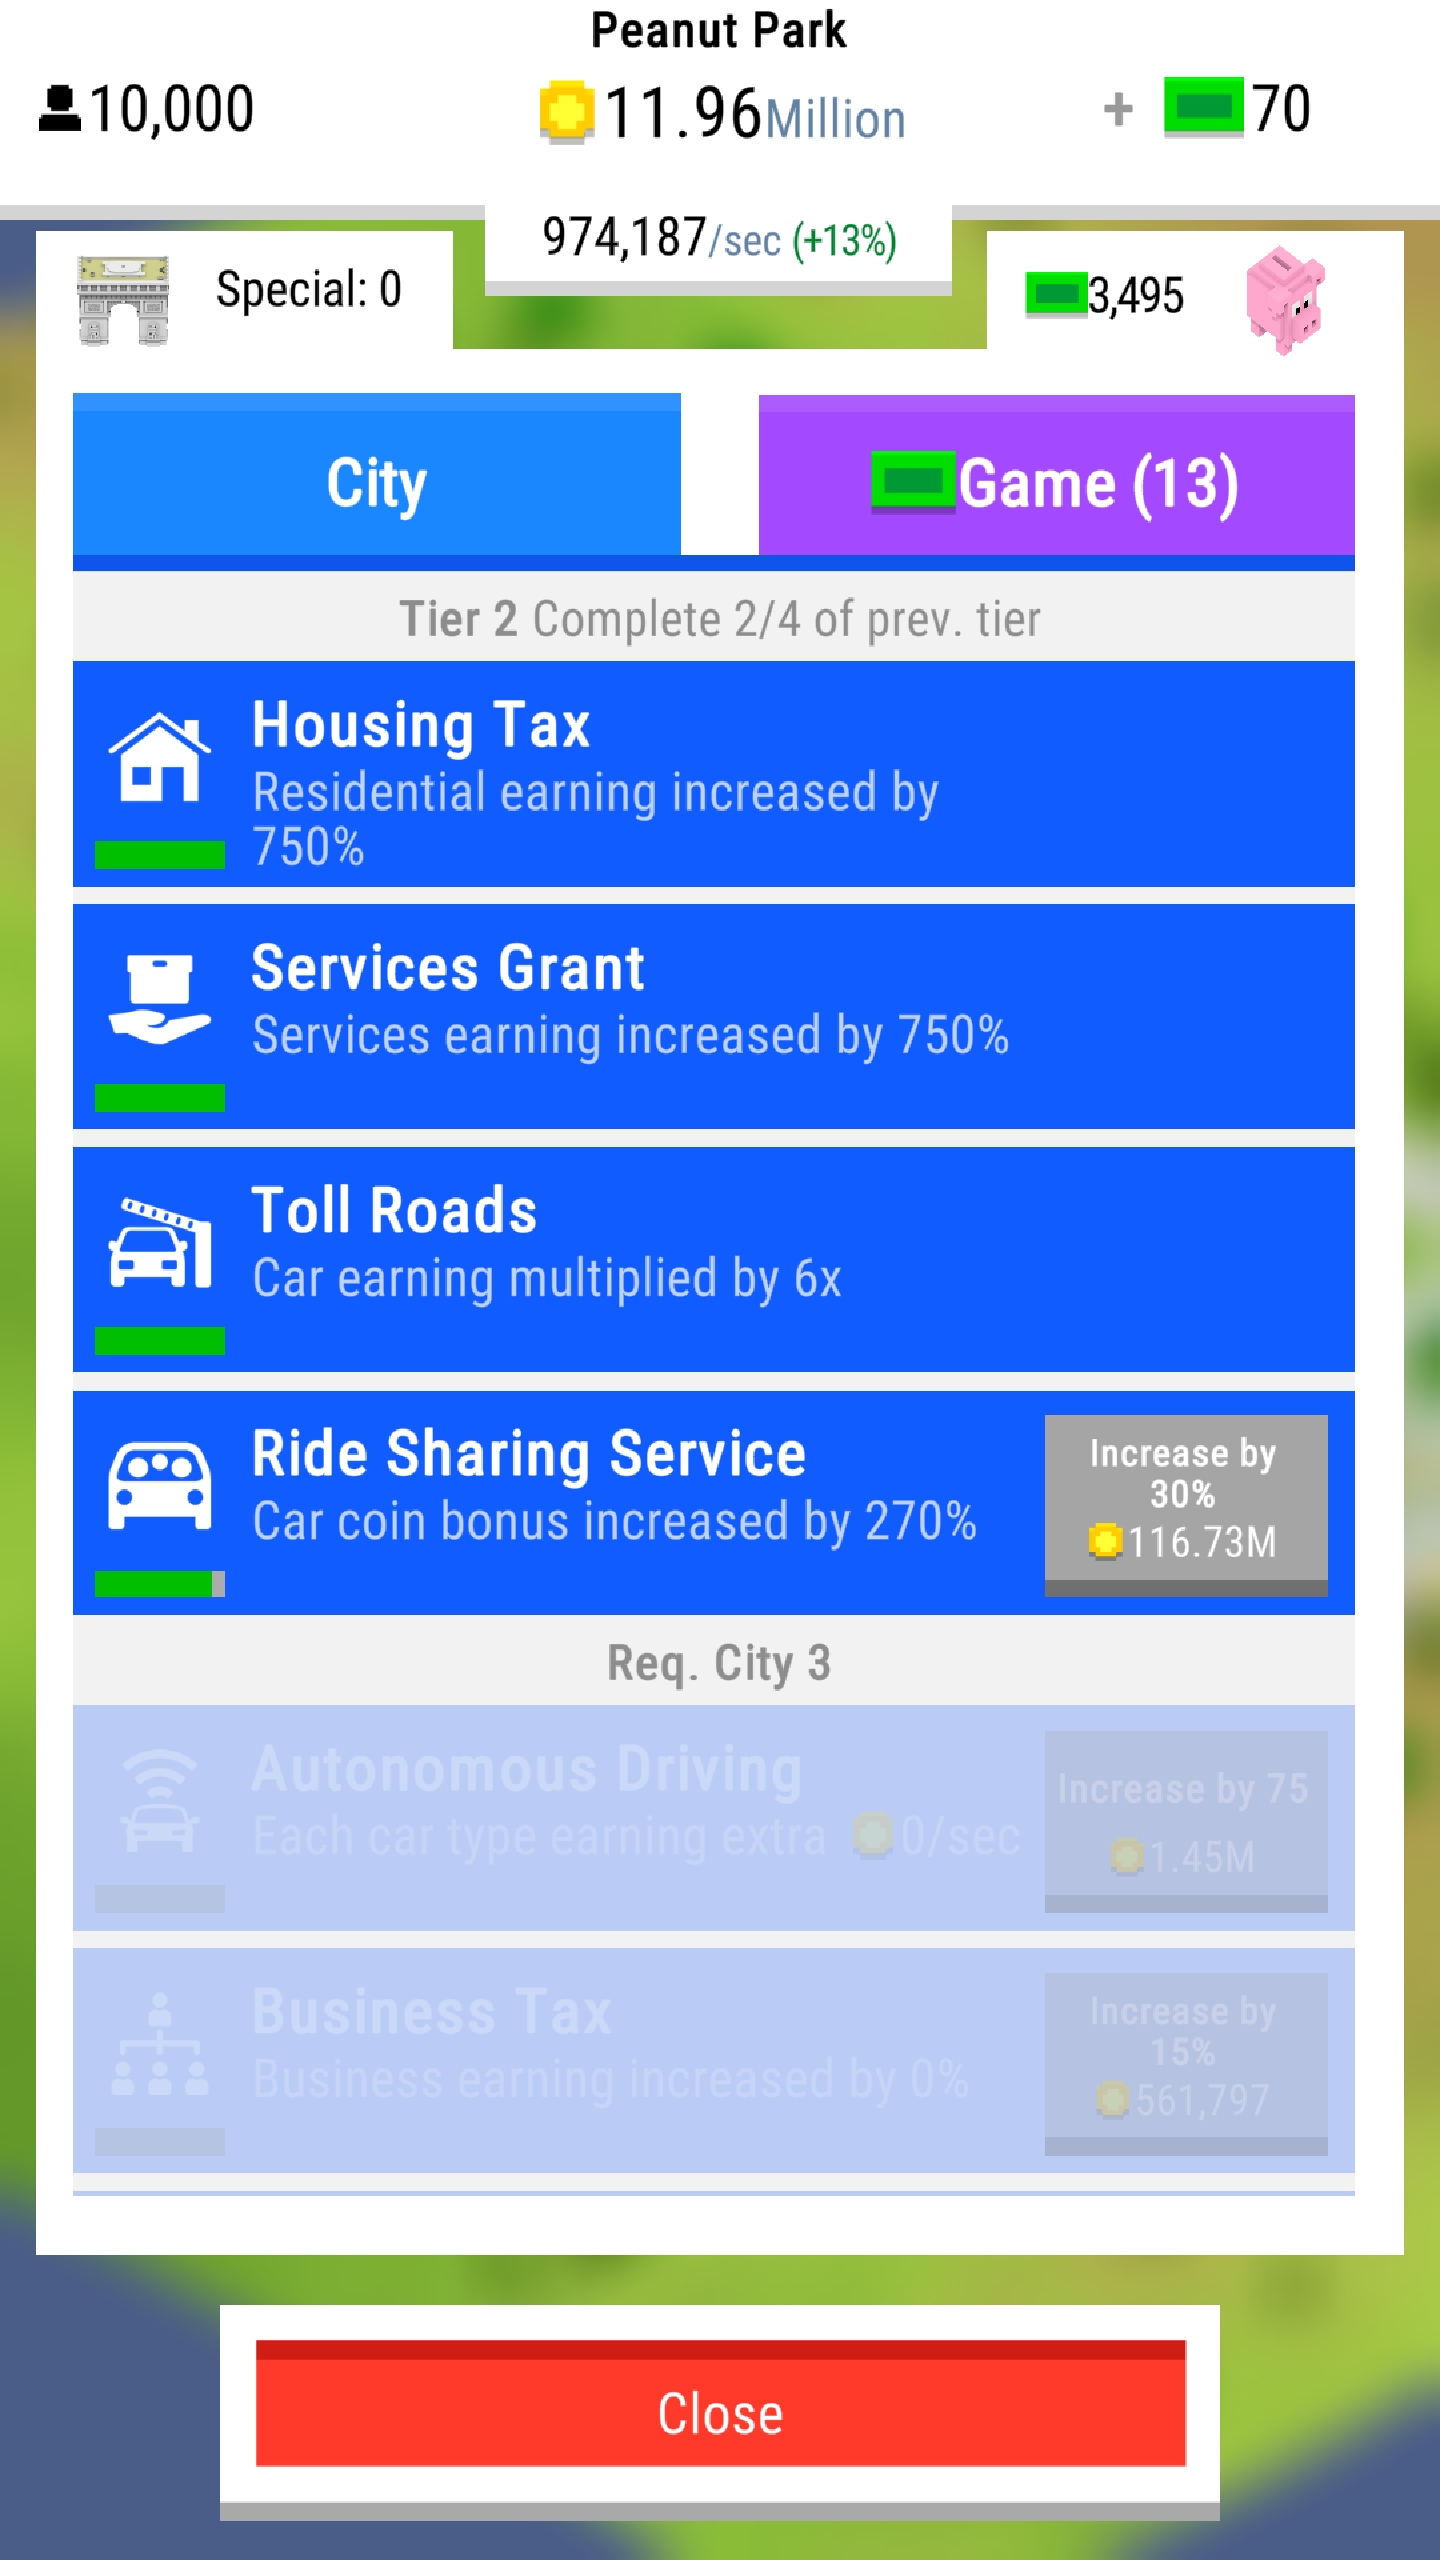 Peanut Park
10,000
11.96Million
+ 70
974,187/sec (+13%)
Special: 0
3,495
City
Game (13)
Tier 2 Complete 2/4 of prev. tier
Housing Tax
Residential earning increased by
750%
Services Grant
Services earning increased by 750%
Toll Roads
Car earning multiplied by 6x
Ride Sharing Service
Car coin bonus increased by 270%
Increase by
30%
116.73M
Req. City 3
Autonomous Driving
Each car type earning extra 0/sec
Increase by 75
1.45M
Business Tax
Business earning increased by 0%
Increase by
15%
561,797
Close